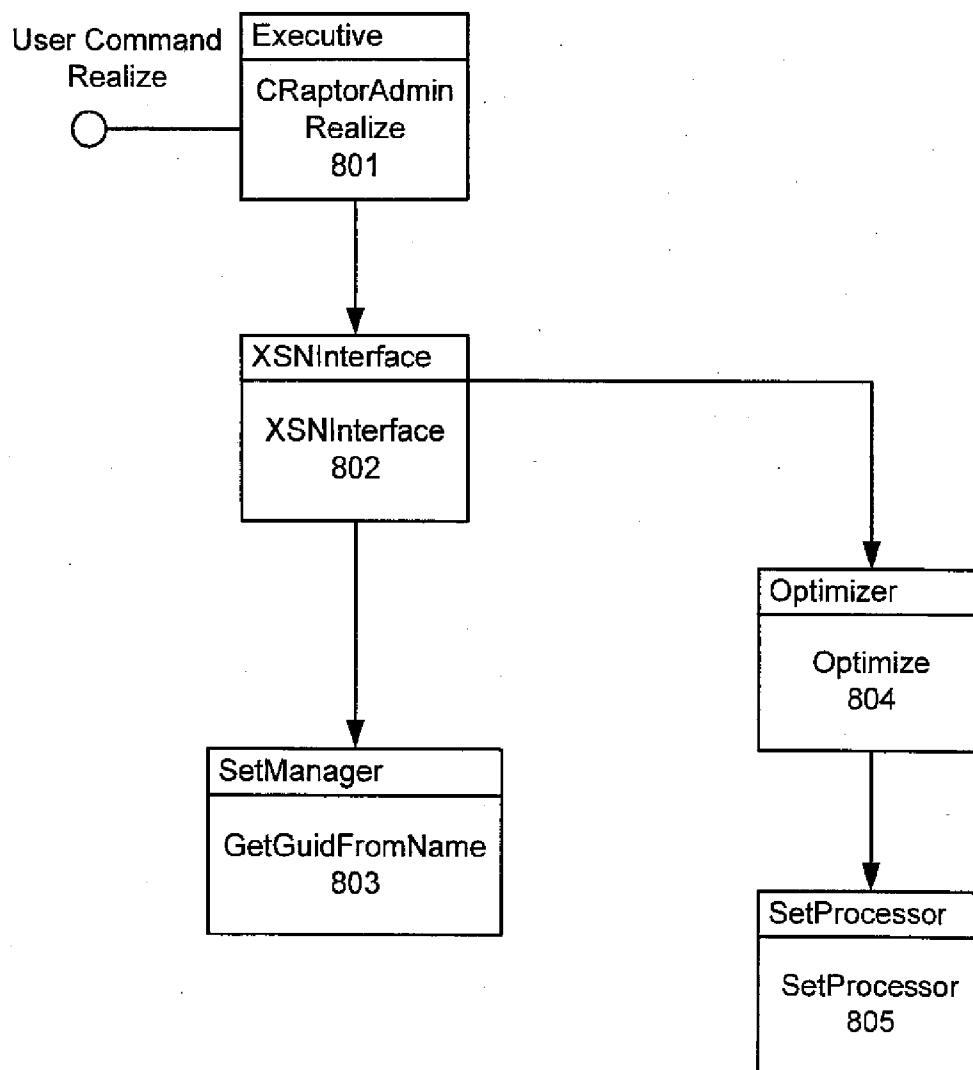 User Command
Realize
Executive
CRaptorAdmin
Realize
801
XSNInterface
XSNInterface
802
Optimizer
Optimize
804
SetManager
GetGuidFromName
803
SetProcessor
SetProcessor
805